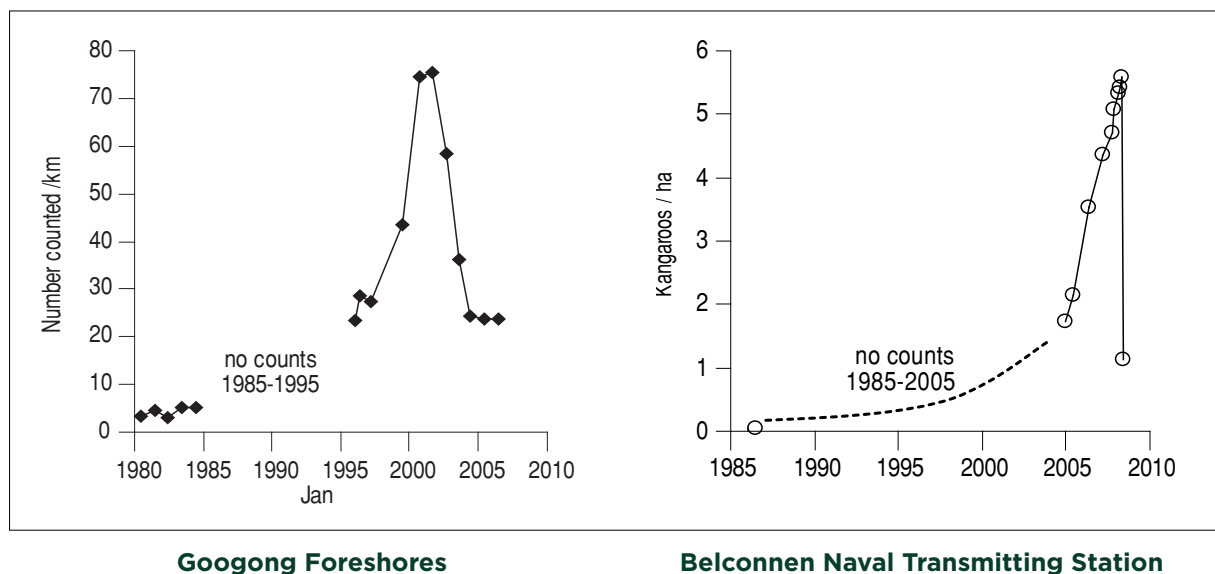 80
70
60
50
40
30
20
10
0
Number counted /km
no counts
1985-1995
1980 1985 1990 1995 2000 2005 2010
Jan
Googong Foreshores
6
5
4
3
2
1
0
Kangaroos / ha
no counts
1985-2005
1985 1990 1995 2000 2005 2010
Belconnen Naval Transmitting Station